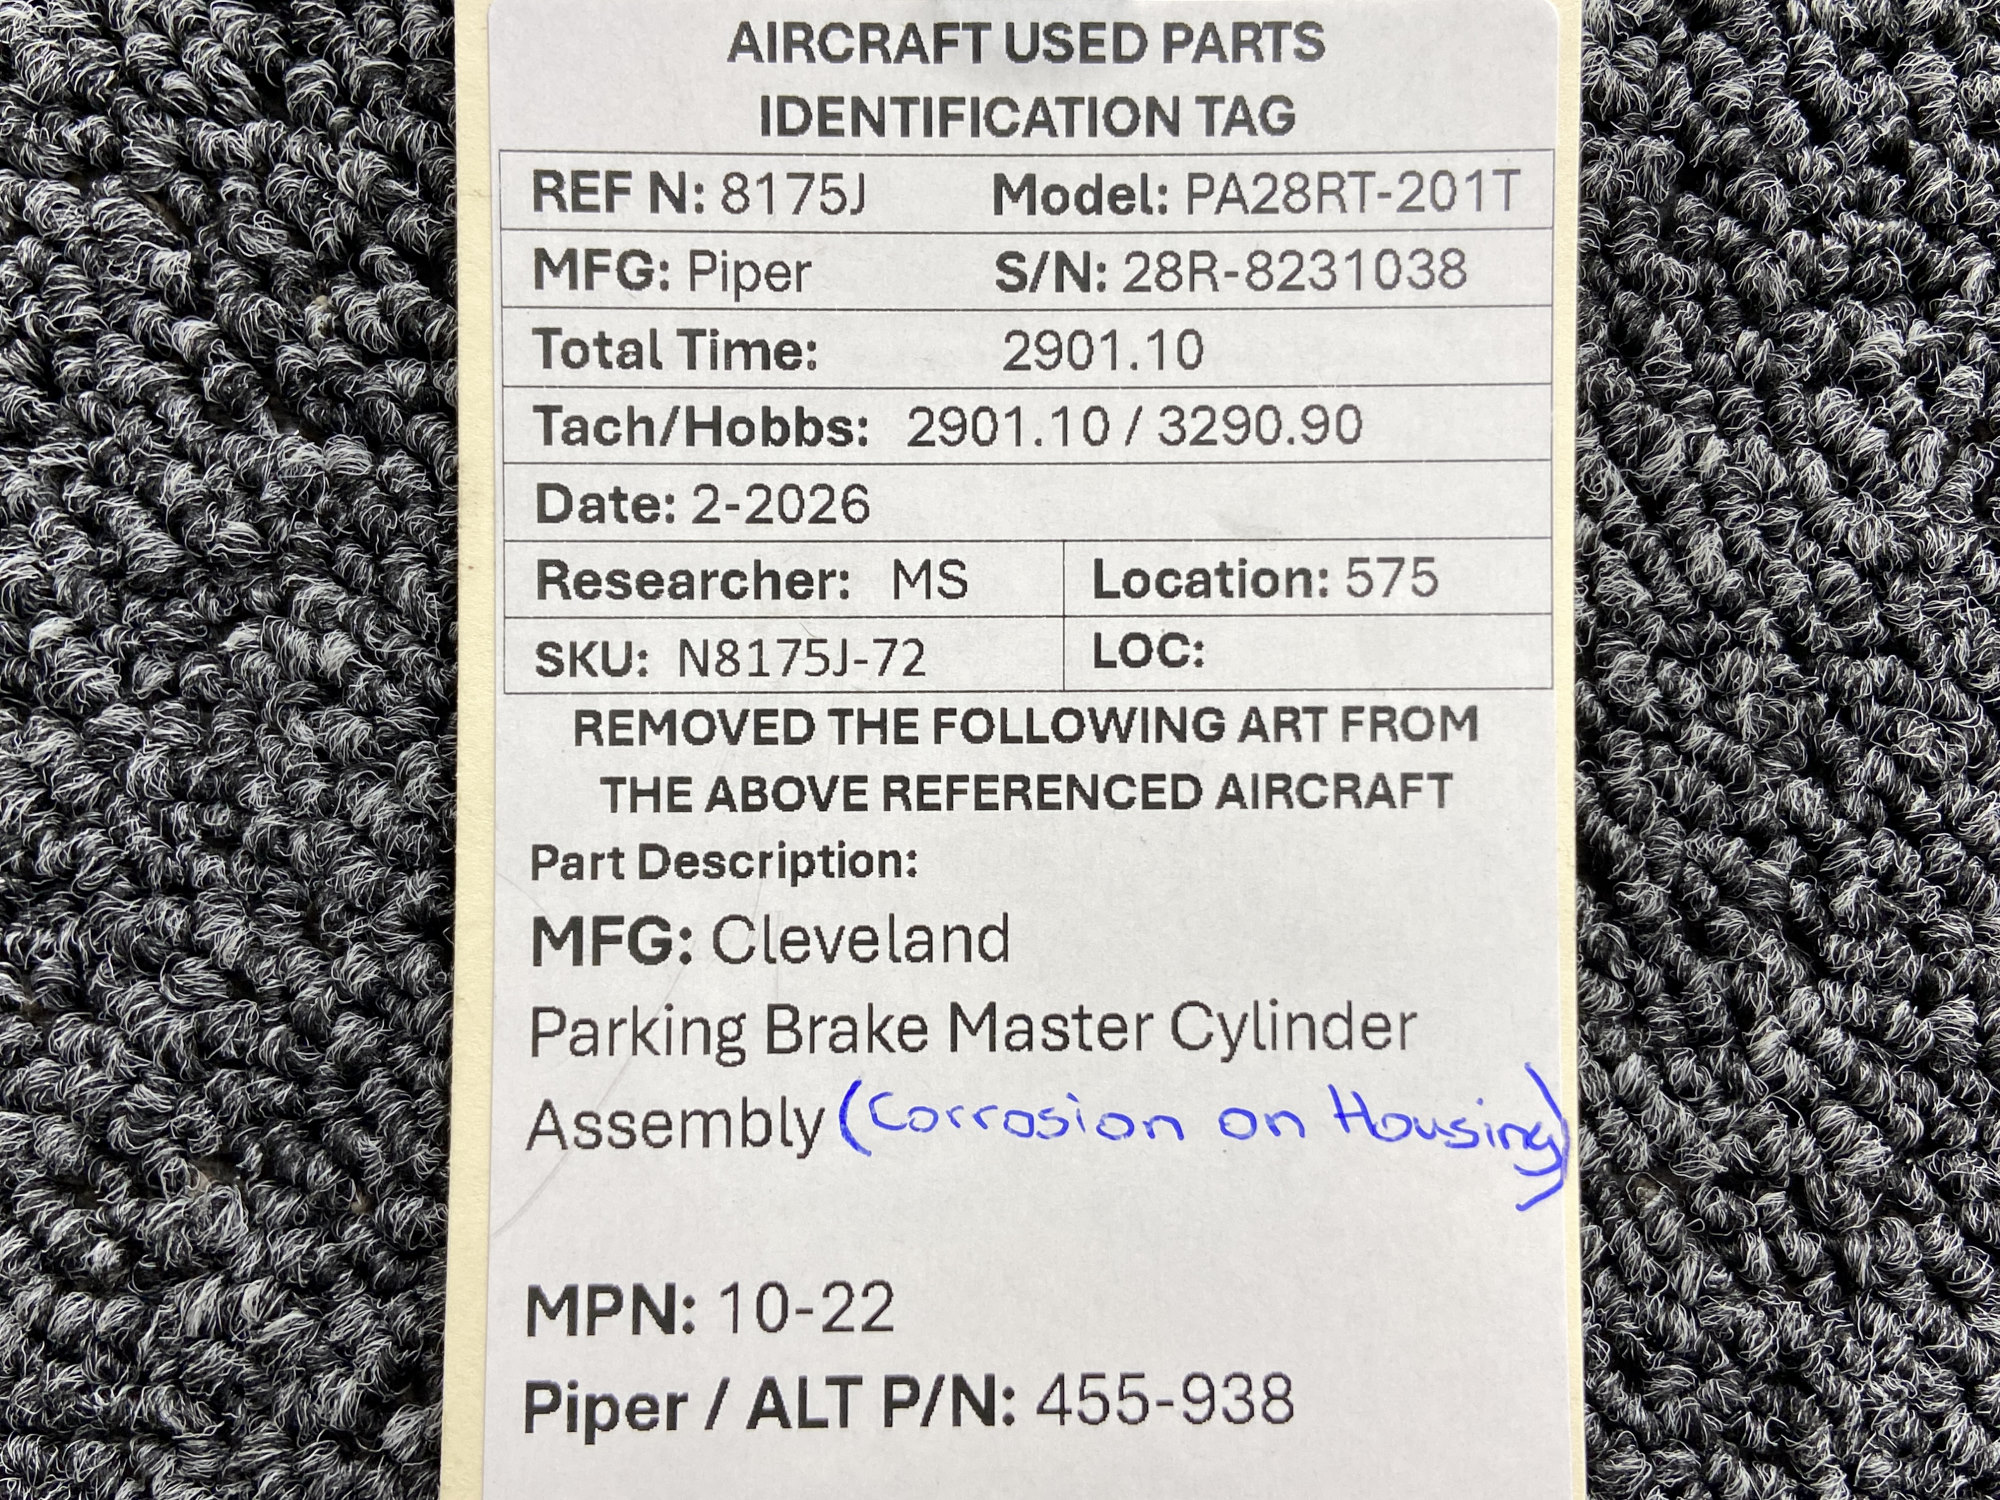 AIRCRAFT USED PARTS
IDENTIFICATION TAG
REF N: 8175J Model: PA28RT-201T
MFG: Piper S/N: 28R-8231038
Total Time: 2901.10
Tach/Hobbs: 2901.10 / 3290.90
Date: 2-2026
Researcher: MS Location: 575
SKU: N8175J-72 LOC:
REMOVED THE FOLLOWING ART FROM
THE ABOVE REFERENCED AIRCRAFT
Part Description:
MFG: Cleveland
Parking Brake Master Cylinder
Assembly (Corrosion on Housing)
MPN: 10-22
Piper / ALT P/N: 455-938